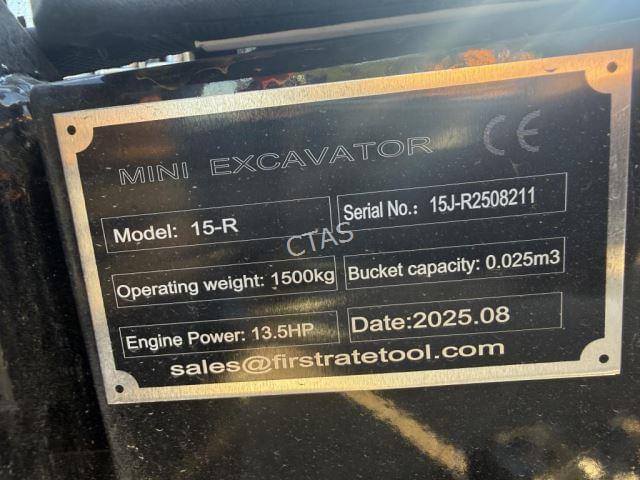 MINI EXCAVATOR CE
Model: 15-R Serial No.: 15J-R2508211
CTAS
Operating weight: 1500kg Bucket capacity: 0.025m3
Engine Power: 13.5HP Date:2025.08
sales@firstratetool.com